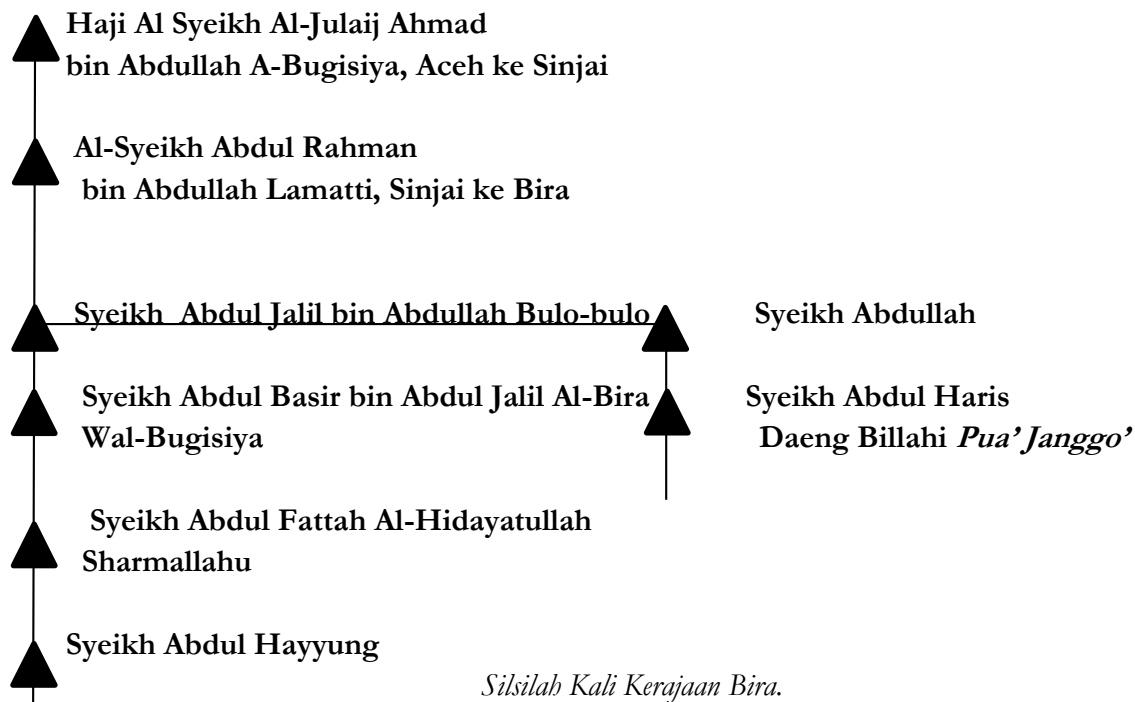 Haji Al Syeikh Al-Julaij Ahmad
bin Abdullah A-Bugisiya, Aceh ke Sinjai
Al-Syeikh Abdul Rahman
bin Abdullah Lamatti, Sinjai ke Bira
Syeikh Abdul Jalil bin Abdullah Bulo-bulo
Syeikh Abdullah
Syeikh Abdul Basir bin Abdul Jalil Al-Bira
Wal-Bugisiya
Syeikh Abdul Haris
Daeng Billahi Pua’ Janggo’
Syeikh Abdul Fattah Al-Hidayatullah
Sharmallahu
Syeikh Abdul Hayyung
Silsilah Kali Kerajaan Bira.